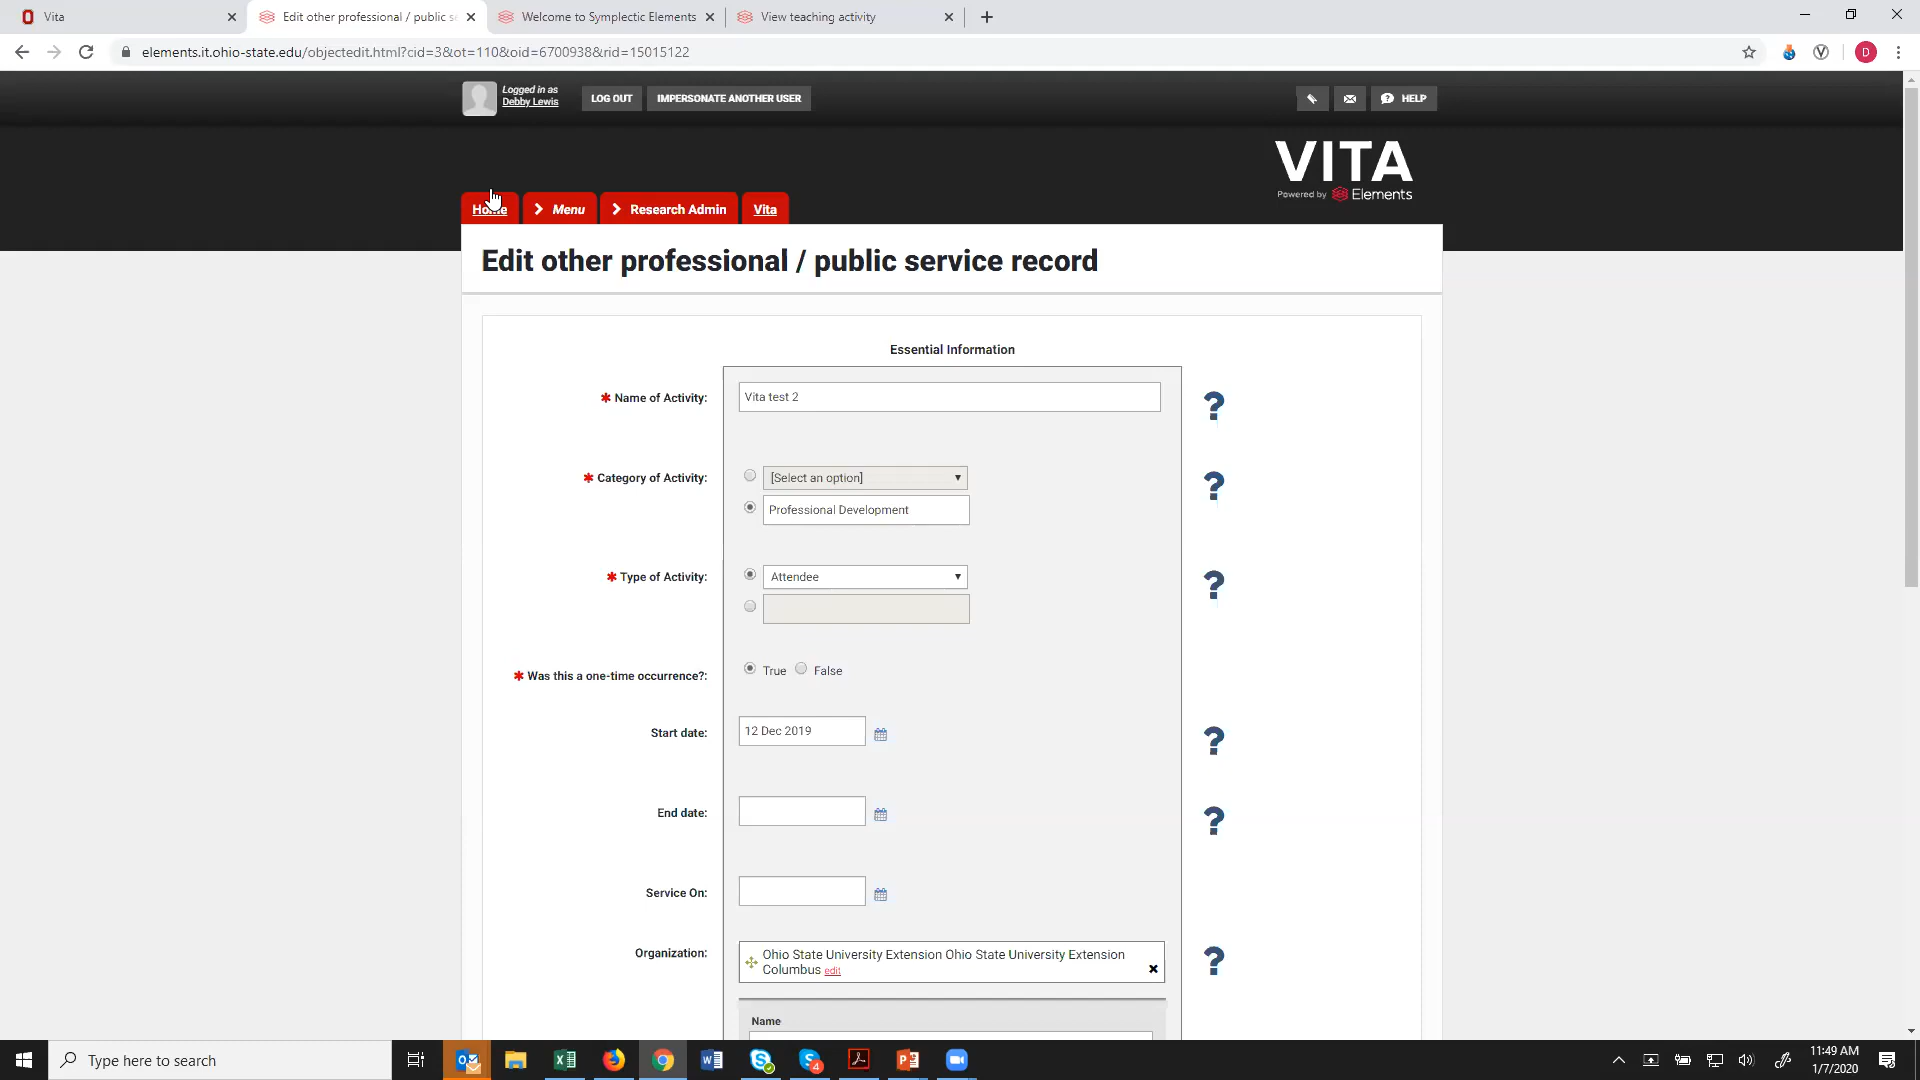 Vita
Edit other professional / public se
Welcome to Symplectic Elements
View teaching activity
elements.it.ohio-state.edu/objectedit.html?cid=3&ot=110&oid=6700938&rid=15015122
D
Logged in as
Debby Lewis
LOG OUT
IMPERSONATE ANOTHER USER
HELP
VITA
Powered by Elements
Home
Menu
Research Admin
Vita
Edit other professional / public service record
Essential Information
* Name of Activity:
Vita test 2
?
* Category of Activity:
[Select an option]
?
Professional Development
* Type of Activity:
Attendee
?
* Was this a one-time occurrence?:
True
False
Start date:
12 Dec 2019
?
End date:
?
Service On:
Organization:
Ohio State University Extension Ohio State University Extension
Columbus edit
?
Name
Type here to search
4
11:49 AM
1/7/2020